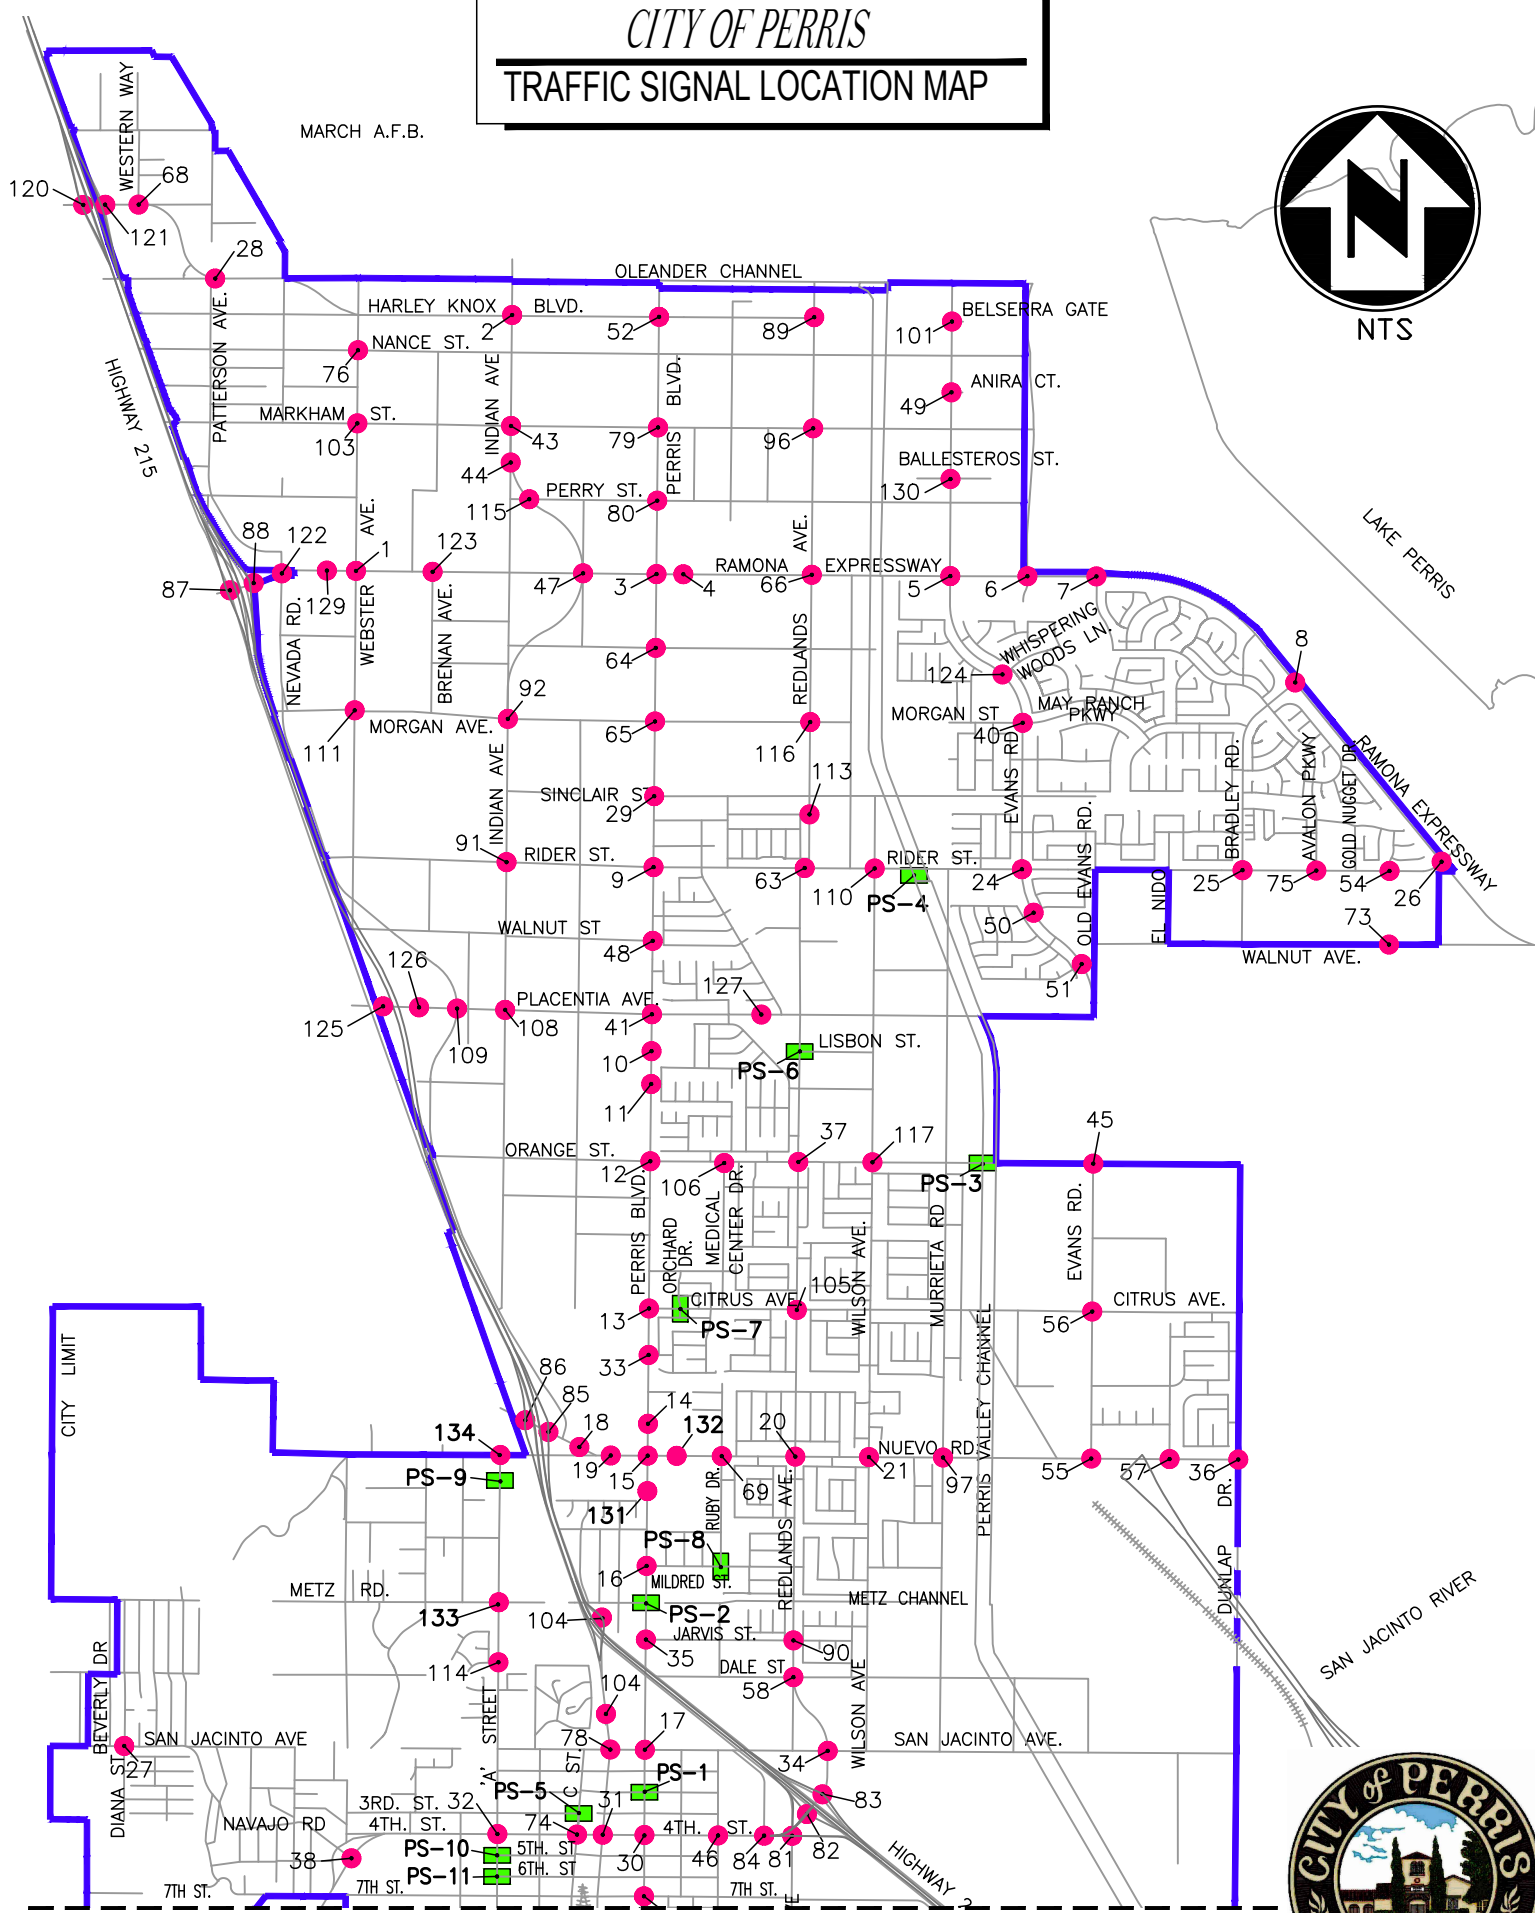 CITY OF PERRIS
TRAFFIC SIGNAL LOCATION MAP
MARCH A.F.B.
WESTERN WAY
68
120
121
28
OLEANDER CHANNEL
NTS
HARLEY KNOX BLVD.
2
52
89
BELSERRA GATE
101
NANCE ST.
76
PATTERSON AVE.
HIGHWAY 215
INDIAN AVE
PERRIS BLVD.
ANIRA CT.
49
MARKHAM ST.
103
43
79
96
44
BALLESTEROS ST.
130
PERRY ST.
115
80
LAKE PERRIS
88
122
WEBSTER AVE.
1
123
REDLANDS AVE.
RAMONA EXPRESSWAY
87
129
47
3
4
66
5
6
7
NEVADA RD.
BRENAN AVE.
64
WHISPERING WOODS LN.
124
8
92
MORGAN AVE.
111
65
116
MORGAN ST
40
MAY RANCH PKWY
113
INDIAN AVE
SINCLAIR ST
29
EVANS RD
OLD EVANS RD.
BRADLEY RD.
AVALON PKWY
GOLD NUGGET DR.
RAMONA EXPRESSWAY
91
RIDER ST.
9
63
110
RIDER ST.
PS-4
24
25
75
54
26
EL NIDO
50
73
WALNUT ST
48
WALNUT AVE.
51
126
127
PLACENTIA AVE.
125
109
108
41
10
LISBON ST.
PS-6
11
ORANGE ST.
12
106
37
117
PS-3
45
PERRIS BLVD.
ORCHARD DR.
MEDICAL CENTER DR.
WILSON AVE.
MURRIETA RD
EVANS RD.
CITY LIMIT
13
CITRUS AVE.
105
PS-7
56
CITRUS AVE.
33
PERRIS VALLEY CHANNEL
86
85
18
14
132
20
134
19
15
69
NUEVO RD.
21
97
55
57
36
PS-9
131
RUBY DR.
REDLANDS AVE.
DUNLAP DR.
PS-8
16
MILDRED ST.
METZ RD.
133
104
PS-2
METZ CHANNEL
JARVIS ST.
35
90
SAN JACINTO RIVER
114
DALE ST
58
BEVERLY DR
'A' STREET
104
WILSON AVE
SAN JACINTO AVE
27
78
17
34
SAN JACINTO AVE.
DIANA ST
C ST.
PS-5
PS-1
83
3RD. ST.
32
4TH. ST.
74
31
30
4TH. ST.
46
84
81
82
NAVAJO RD
38
PS-10
5TH. ST
PS-11
6TH. ST
HIGHWAY
7TH ST.
7TH ST.
7TH ST.
CITY of PERRIS